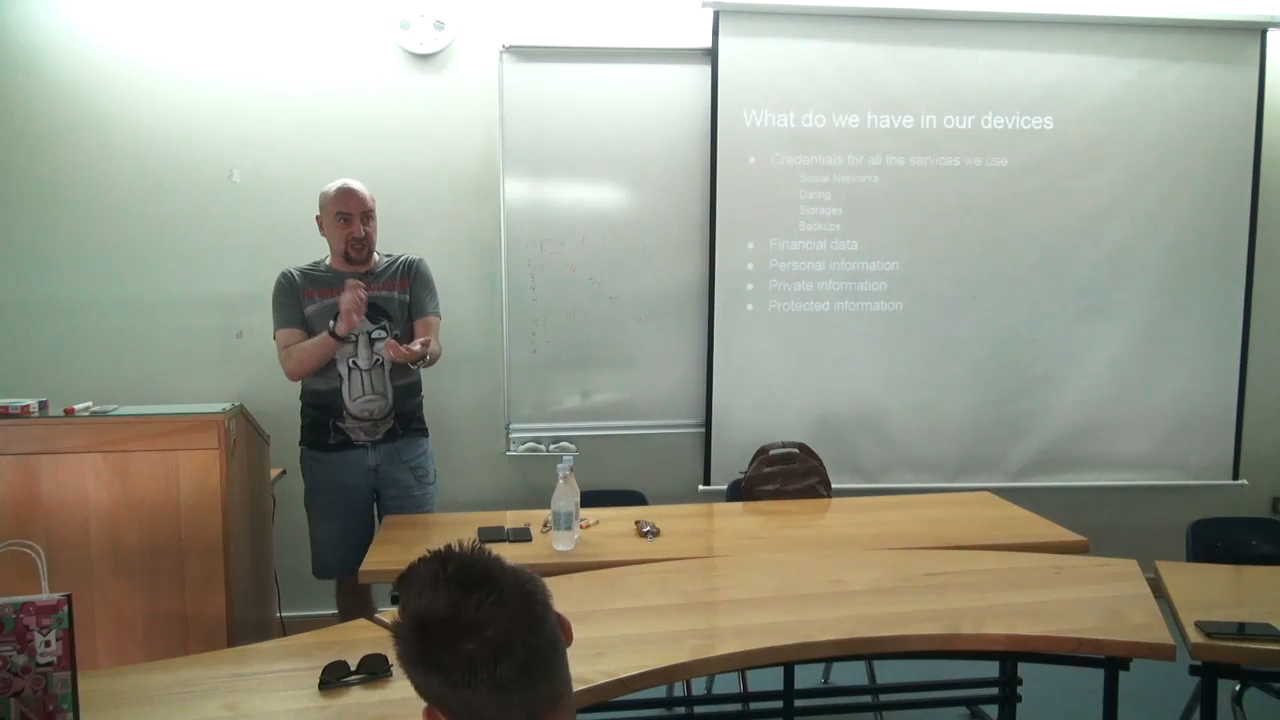 What do we have in our devices
Credentials for all the services we use
Social Networks
Dating
Storages
Backups
Financial data
Personal information
Private information
Protected information